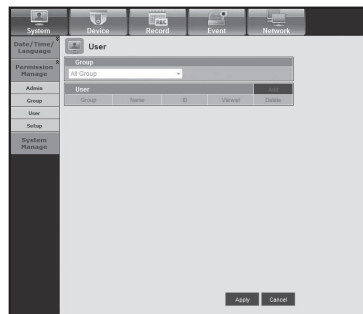 System Device Record Event Network
Date/Time/
Language
Permission
Manage
Admin
Group
User
Setup
System
Manage
User
Group
All Group
User Add
Group Name ID Viewer Delete
Apply Cancel